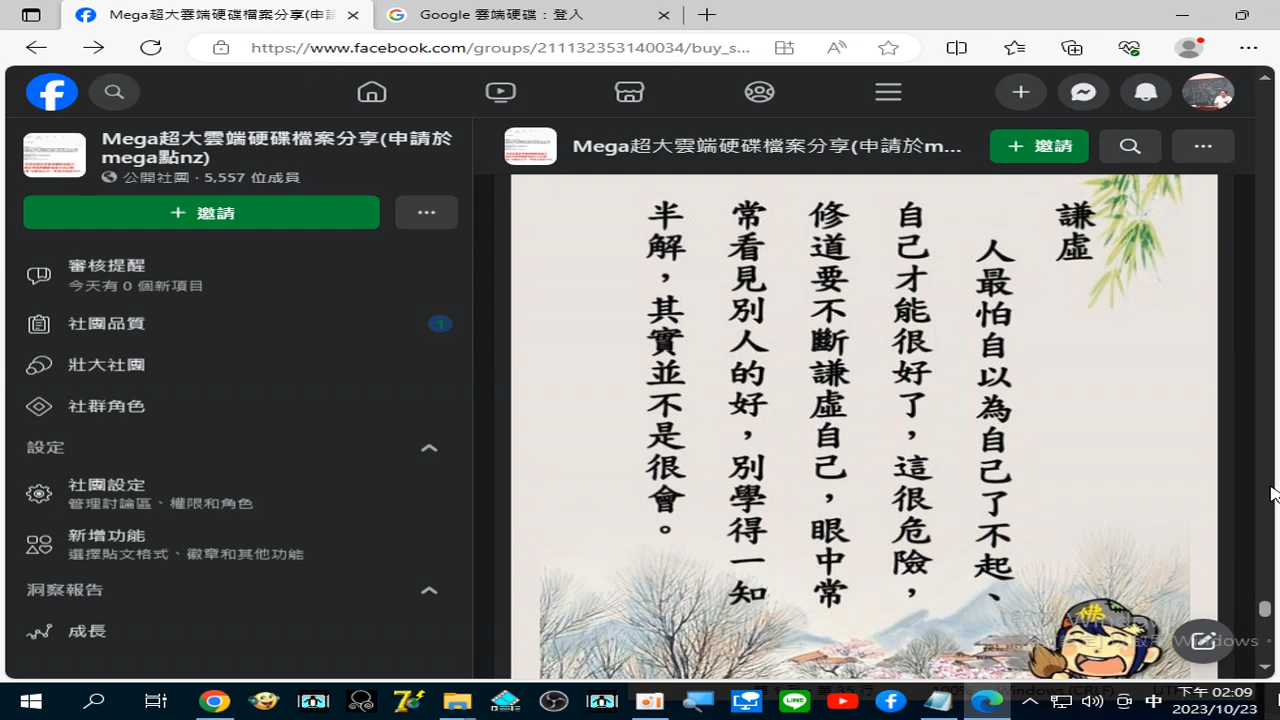 Mega超大雲端硬碟檔案分享(申請
Google 雲端硬碟：登入
https://www.facebook.com/groups/211132353140034/buy_s...
Mega超大雲端硬碟檔案分享(申請於
mega點nz)
公開社團 · 5,557 位成員
邀請
審核提醒
今天有 0 個新項目
社團品質
1
壯大社團
社群角色
設定
社團設定
管理討論區、權限和角色
新增功能
選擇貼文格式、徽章和其他功能
洞察報告
成長
Mega超大雲端硬碟檔案分享(申請於m...
邀請
謙虛
人最怕自以為自己了不起、
自己才能很好了，這很危險，
修道要不斷謙虛自己，眼中常
常看見別人的好，別學得一知
半解，其實並不是很會。
佛
Windows
100%
Windows (CRLF)
中
下午 02:09
2023/10/23